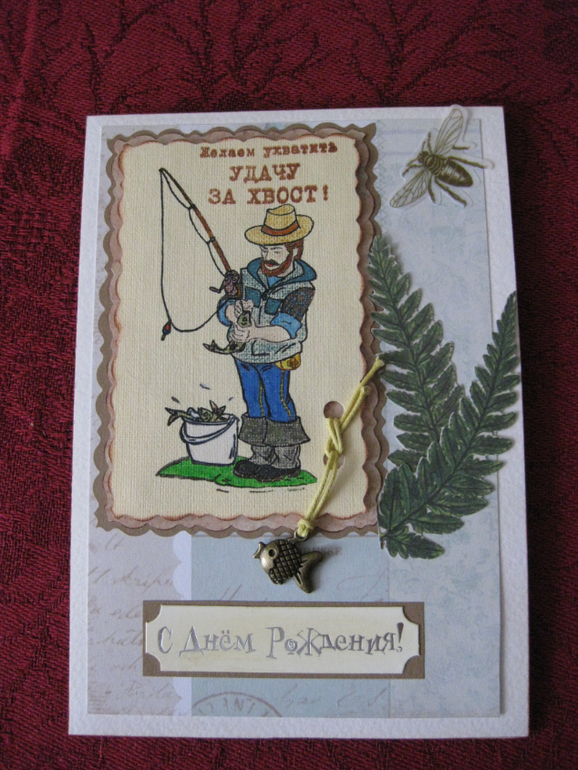 Желаем ухватить
УДАЧУ
ЗА ХВОСТ!
С Днём Рождения!